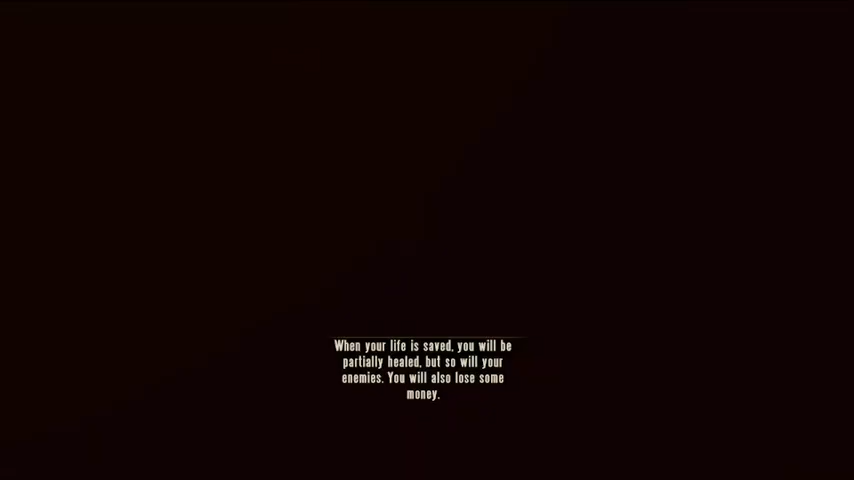 When your life is saved, you will be
partially healed, but so will your
enemies. You will also lose some
money.